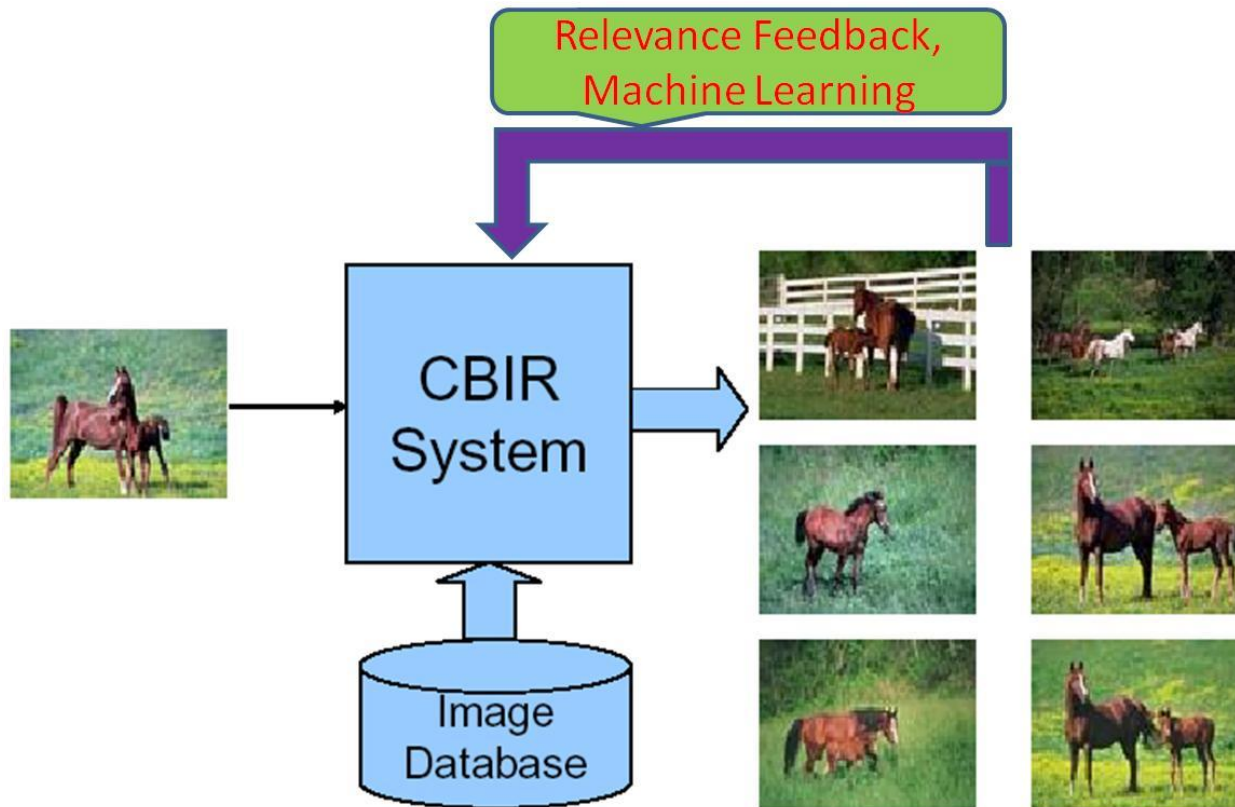 Relevance Feedback,
Machine Learning
CBIR
System
Image
Database